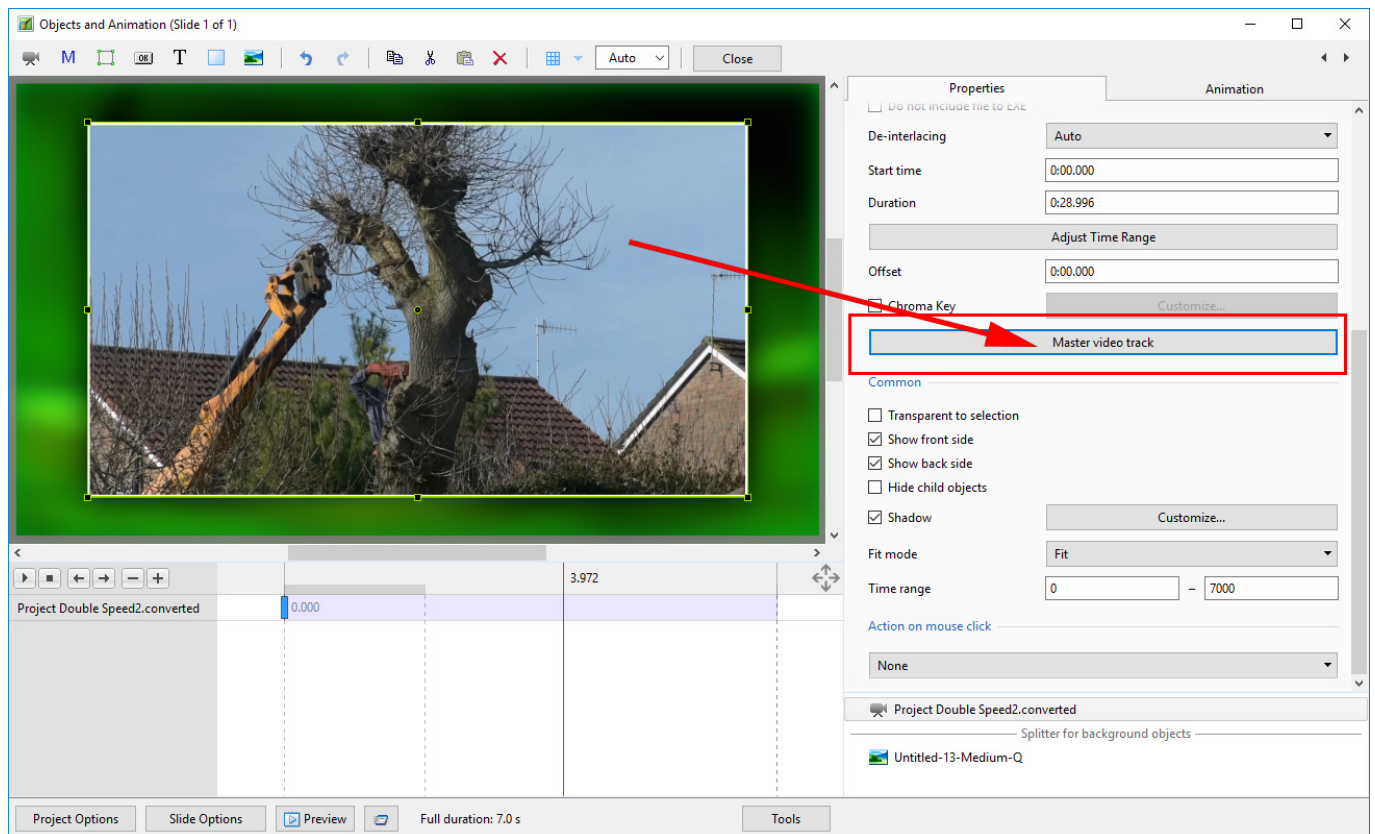 Objects and Animation (Slide 1 of 1)
M OK T Auto Close
Properties Animation
Do not include file to EXE
De-interlacing Auto
Start time 0:00.000
Duration 0:28.996
Adjust Time Range
Offset 0:00.000
Chroma Key Customize...
Master video track
Common
Transparent to selection
Show front side
Show back side
Hide child objects
Shadow Customize...
Fit mode Fit
Time range 0 – 7000
Action on mouse click
None
3.972
Project Double Speed2.converted 0.000
Project Double Speed2.converted
Splitter for background objects
Untitled-13-Medium-Q
Project Options Slide Options Preview Full duration: 7.0 s Tools